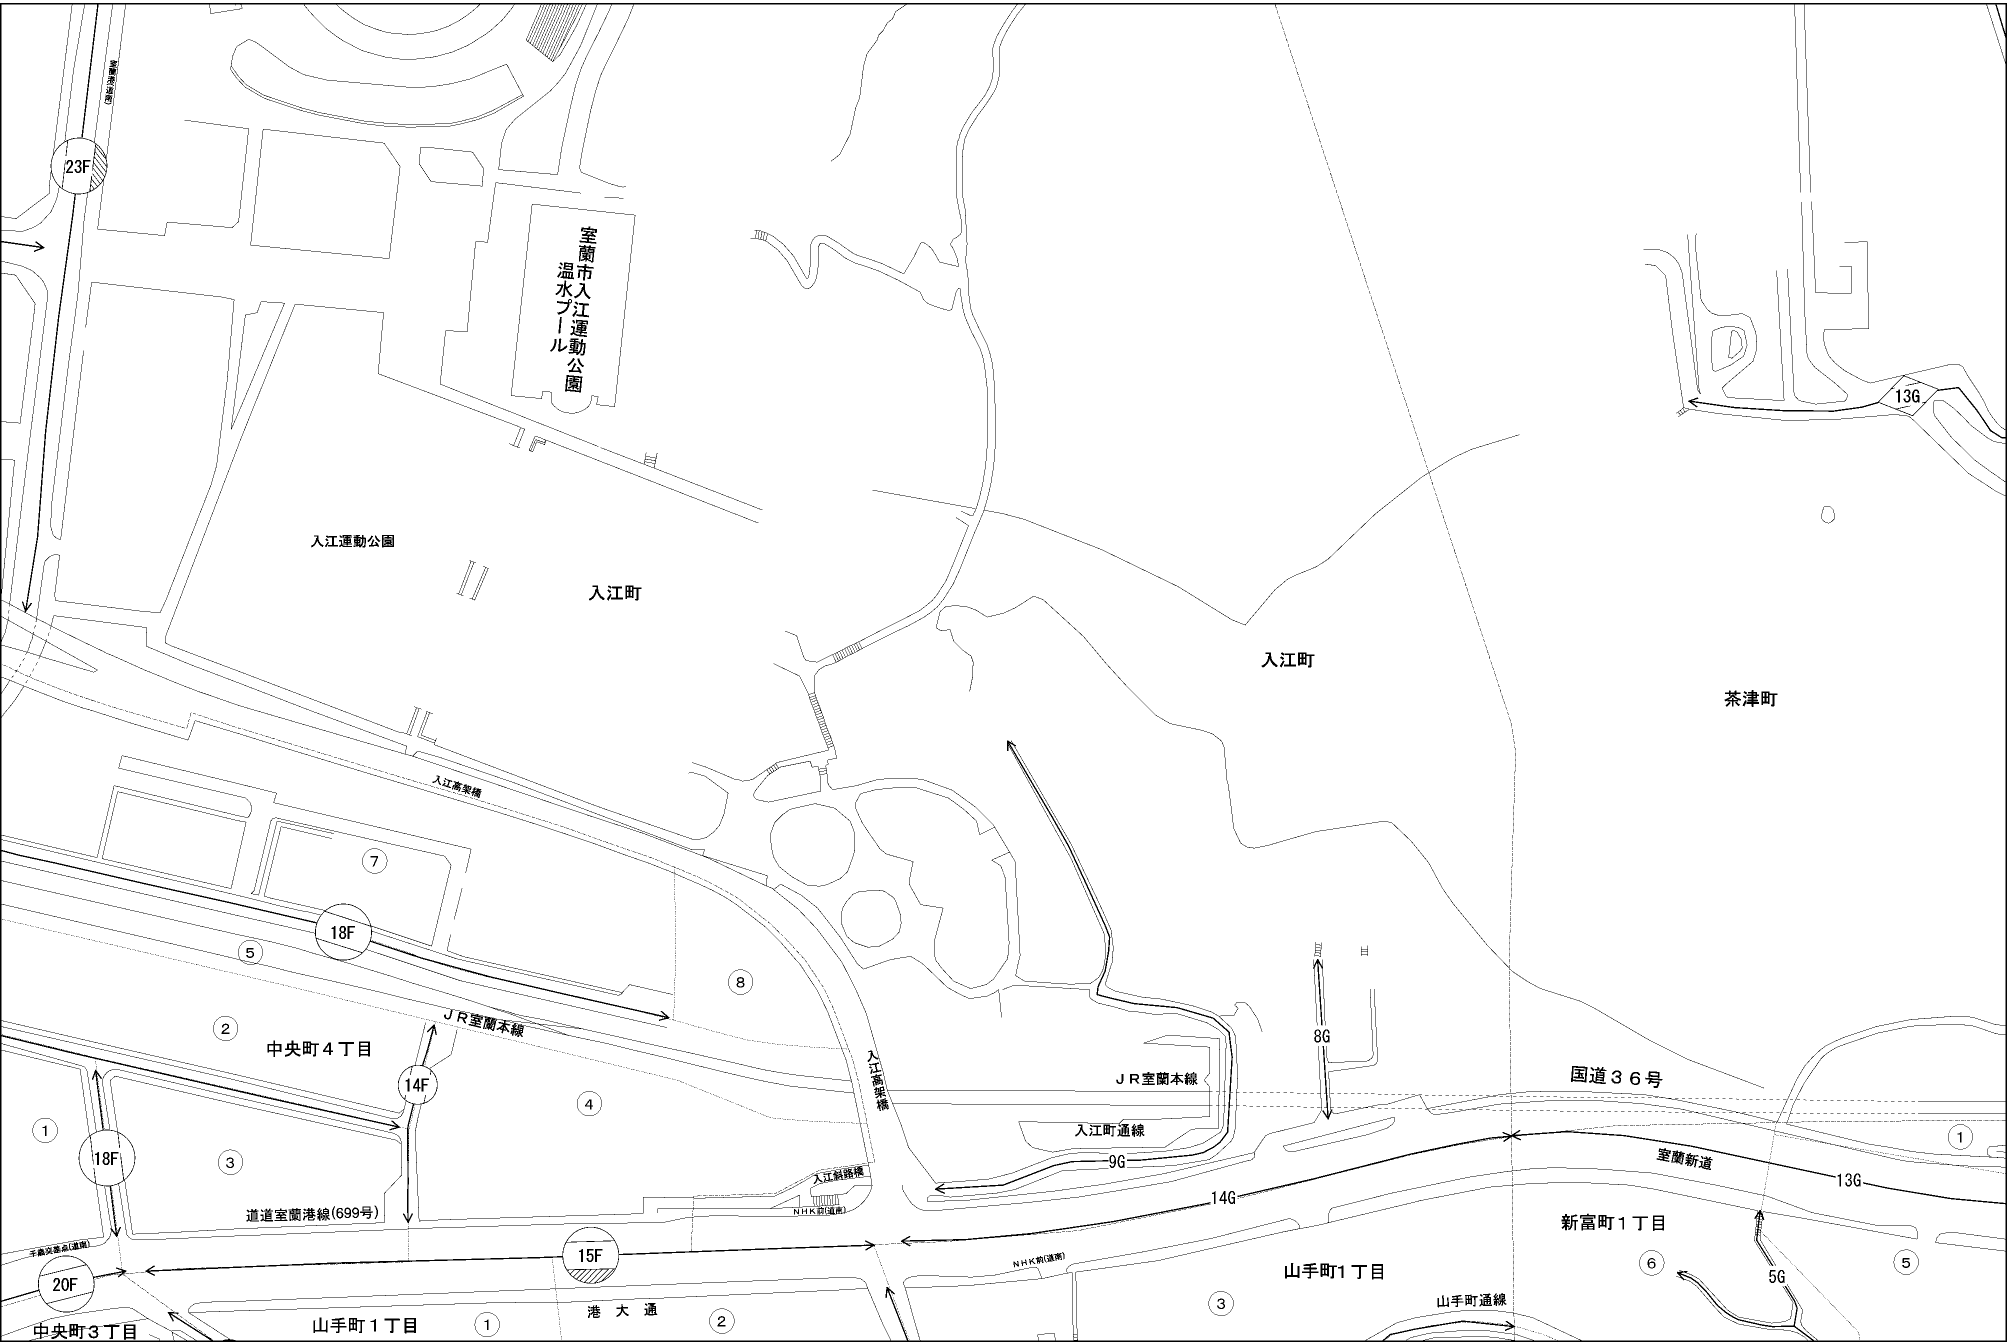 室蘭港(道南)
23F
室蘭市入江運動公園
温水プール
13G
入江運動公園
入江町
入江町
茶津町
入江高架橋
7
18F
5
8
2
ＪＲ室蘭本線
中央町４丁目
14F
4
入江高架橋
8G
ＪＲ室蘭本線
国道３６号
1
入江町通線
1
18F
3
9G
室蘭新道
13G
入江斜路橋
14G
NHK前(道南)
道道室蘭港線(699号)
新富町１丁目
15F
NHK前(道南)
山手町1丁目
6
5
5G
20F
3
山手町通線
港大通
2
山手町１丁目
1
中央町３丁目